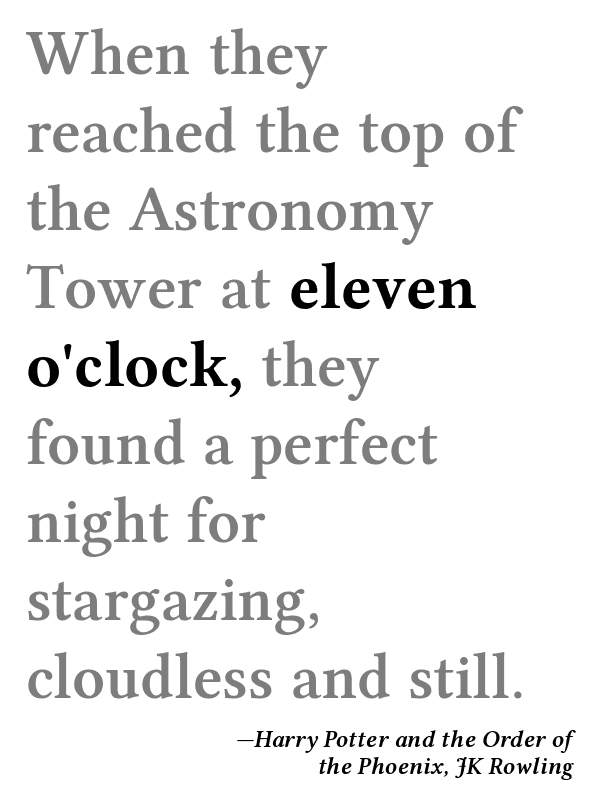 When they
reached the top of
the Astronomy
Tower at eleven
o'clock, they
found a perfect
night for
stargazing,
cloudless and still.
—Harry Potter and the Order of
the Phoenix, JK Rowling